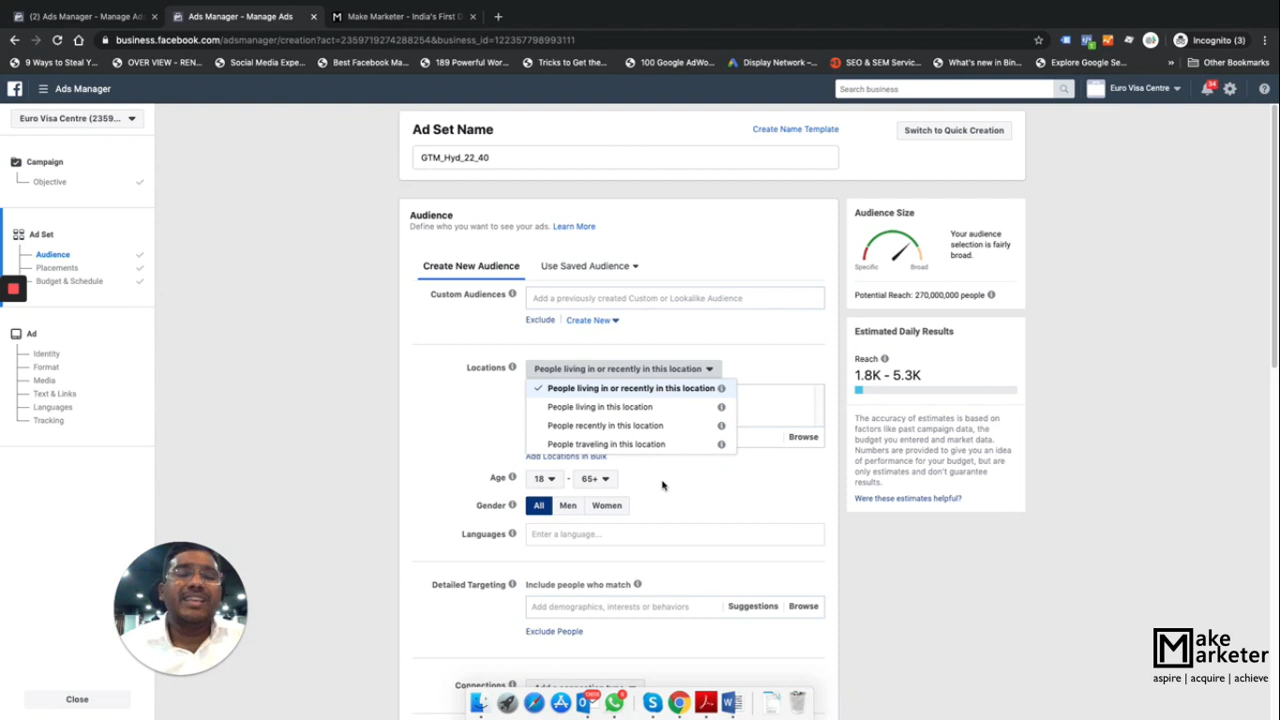 (2) Ads Manager - Manage Ads
Ads Manager - Manage Ads
Make Marketer - India's First D
business.facebook.com/adsmanager/creation?act=2359719274288254&business_id=122357798993111
Incognito (3)
9 Ways to Steal Y...
OVER VIEW - REN...
Social Media Expe...
Best Facebook Ma...
189 Powerful Wor...
Tricks to Get the...
100 Google AdWo...
Display Network –...
SEO & SEM Servic...
What's new in Bin...
Explore Google Se...
»
Other Bookmarks
Ads Manager
Search business
Euro Visa Centre
34
Euro Visa Centre (2359...
Campaign
Objective
Ad Set
Audience
Placements
Budget & Schedule
Ad
Identity
Format
Media
Text & Links
Languages
Tracking
Close
Ad Set Name
Create Name Template
Switch to Quick Creation
GTM_Hyd_22_40
Audience
Define who you want to see your ads. Learn More
Create New Audience
Use Saved Audience
Custom Audiences
Add a previously created Custom or Lookalike Audience
Exclude | Create New
Locations
People living in or recently in this location
People living in or recently in this location
People living in this location
People recently in this location
People traveling in this location
Browse
Add Locations in Bulk
Age
18 - 65+
Gender
All Men Women
Languages
Enter a language...
Detailed Targeting
Include people who match
Add demographics, interests or behaviors
Suggestions
Browse
Exclude People
Connections
Add a connection type
Audience Size
Specific
Broad
Your audience
selection is fairly
broad.
Potential Reach: 270,000,000 people
Estimated Daily Results
Reach
1.8K - 5.3K
The accuracy of estimates is based on
factors like past campaign data, the
budget you entered and market data.
Numbers are provided to give you an idea
of performance for your budget, but are
only estimates and don't guarantee
results.
Were these estimates helpful?
Make
Marketer
aspire | acquire | achieve